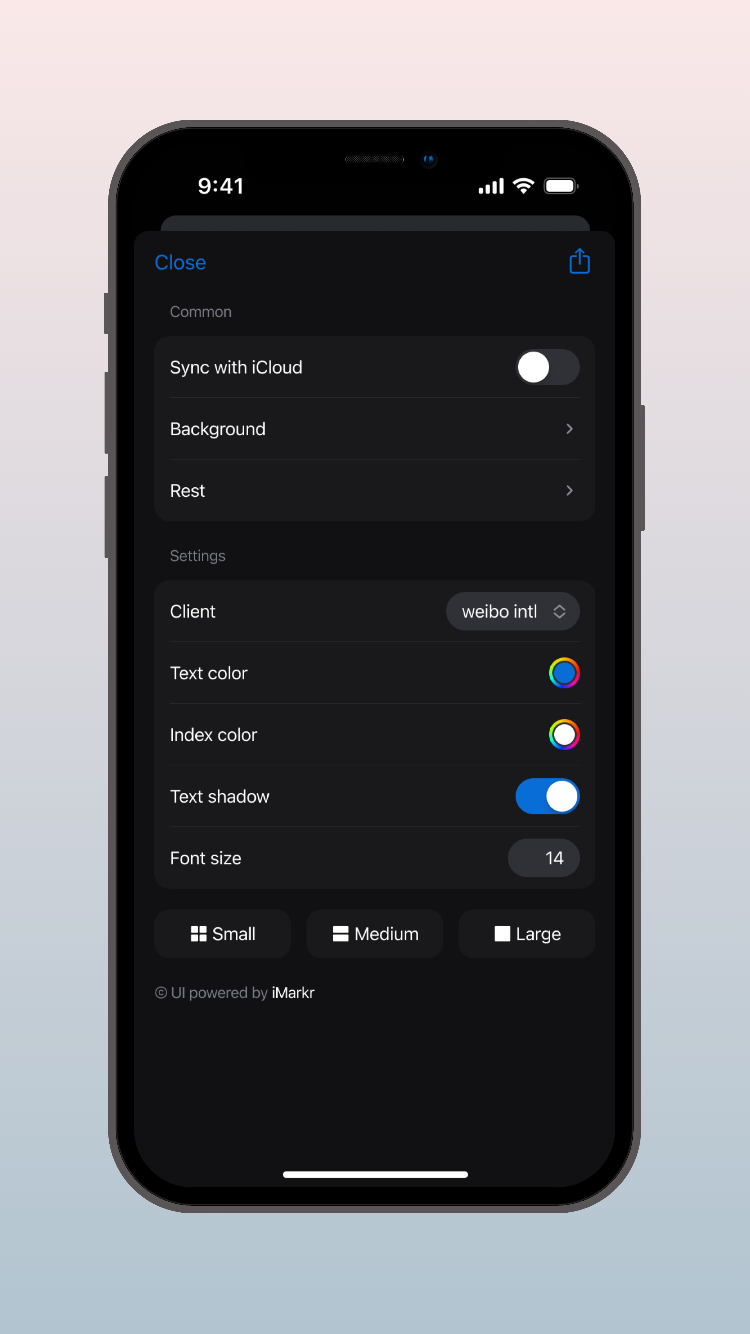 9:41
Close
Common
Sync with iCloud
Background
Rest
Settings
Client weibo intl
Text color
Index color
Text shadow
Font size 14
Small Medium Large
© UI powered by iMarkr